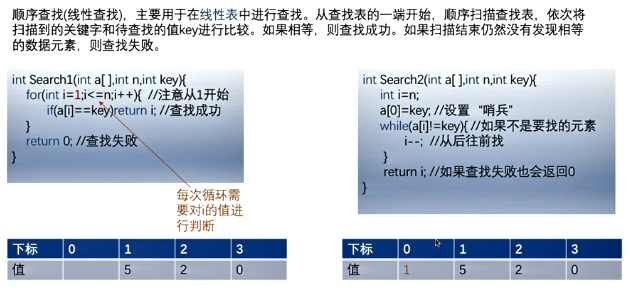 顺序查找(线性查找)，主要用于在线性表中进行查找。从查找表的一端开始，顺序扫描查找表，依次将
扫描到的关键字和待查找的值key进行比较。如果相等，则查找成功。如果扫描结束仍然没有发现相等
的数据元素，则查找失败。
int Search1(int a[ ],int n,int key){
for(int i=1;i<=n;i++){ //注意从1开始
if(a[i]==key)return i; //查找成功
}
return 0; //查找失败
}
每次循环需
要对i的值进
行判断
下标 0 1 2 3
值 5 2 0
int Search2(int a[ ],int n,int key){
int i=n;
a[0]=key; //设置 “哨兵”
while(a[i]!=key){ //如果不是要找的元素
i--; //从后往前找
}
return i; //如果查找失败也会返回0
}
下标 0 1 2 3
值 1 5 2 0